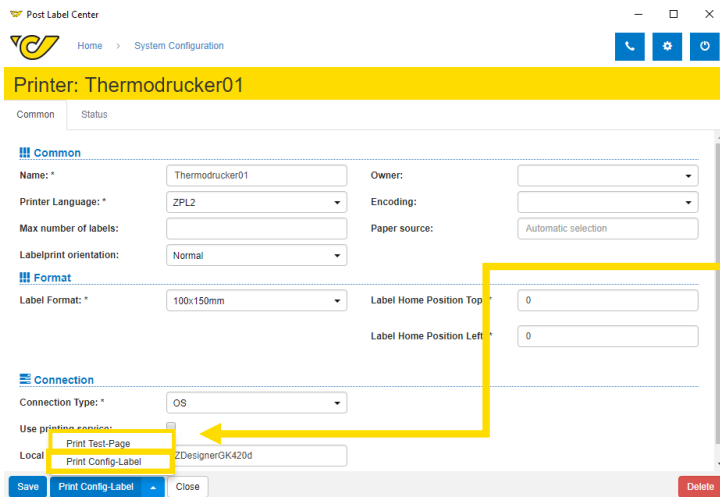 Post Label Center
Home > System Configuration
Printer: Thermodrucker01
Common Status
Common
Name: * Thermodrucker01 Owner:
Printer Language: * ZPL2 Encoding:
Max number of labels: Paper source: Automatic selection
Labelprint orientation: Normal
Format
Label Format: * 100x150mm Label Home Position Top: * 0
Label Home Position Left: * 0
Connection
Connection Type: * OS
Use printing service:
Print Test-Page
Local ZDesignerGK420d
Print Config-Label
Save Print Config-Label Close Delete